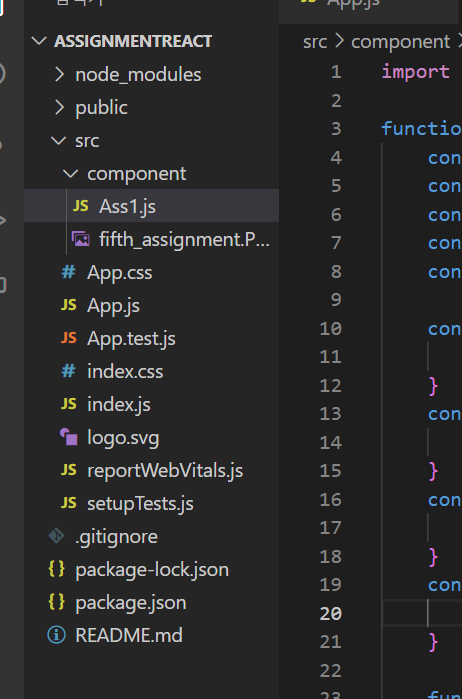 App.js
ASSIGNMENTREACT
node_modules
public
src
component
JS Ass1.js
fifth_assignment.P...
# App.css
JS App.js
JS App.test.js
# index.css
JS index.js
logo.svg
JS reportWebVitals.js
JS setupTests.js
.gitignore
{} package-lock.json
{} package.json
README.md
src > component >
1 import
2
3 functio
4 con
5 con
6 con
7 con
8 con
9
10 con
11
12 }
13 con
14
15 }
16 con
17
18 }
19 con
20
21 }
22
23 fu